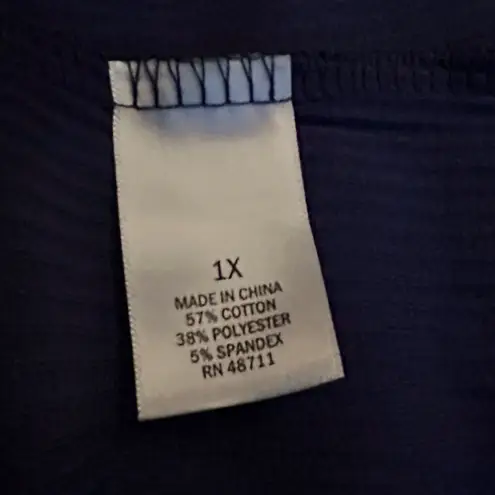 1X
MADE IN CHINA
57% COTTON
38% POLYESTER
5% SPANDEX
RN 48711